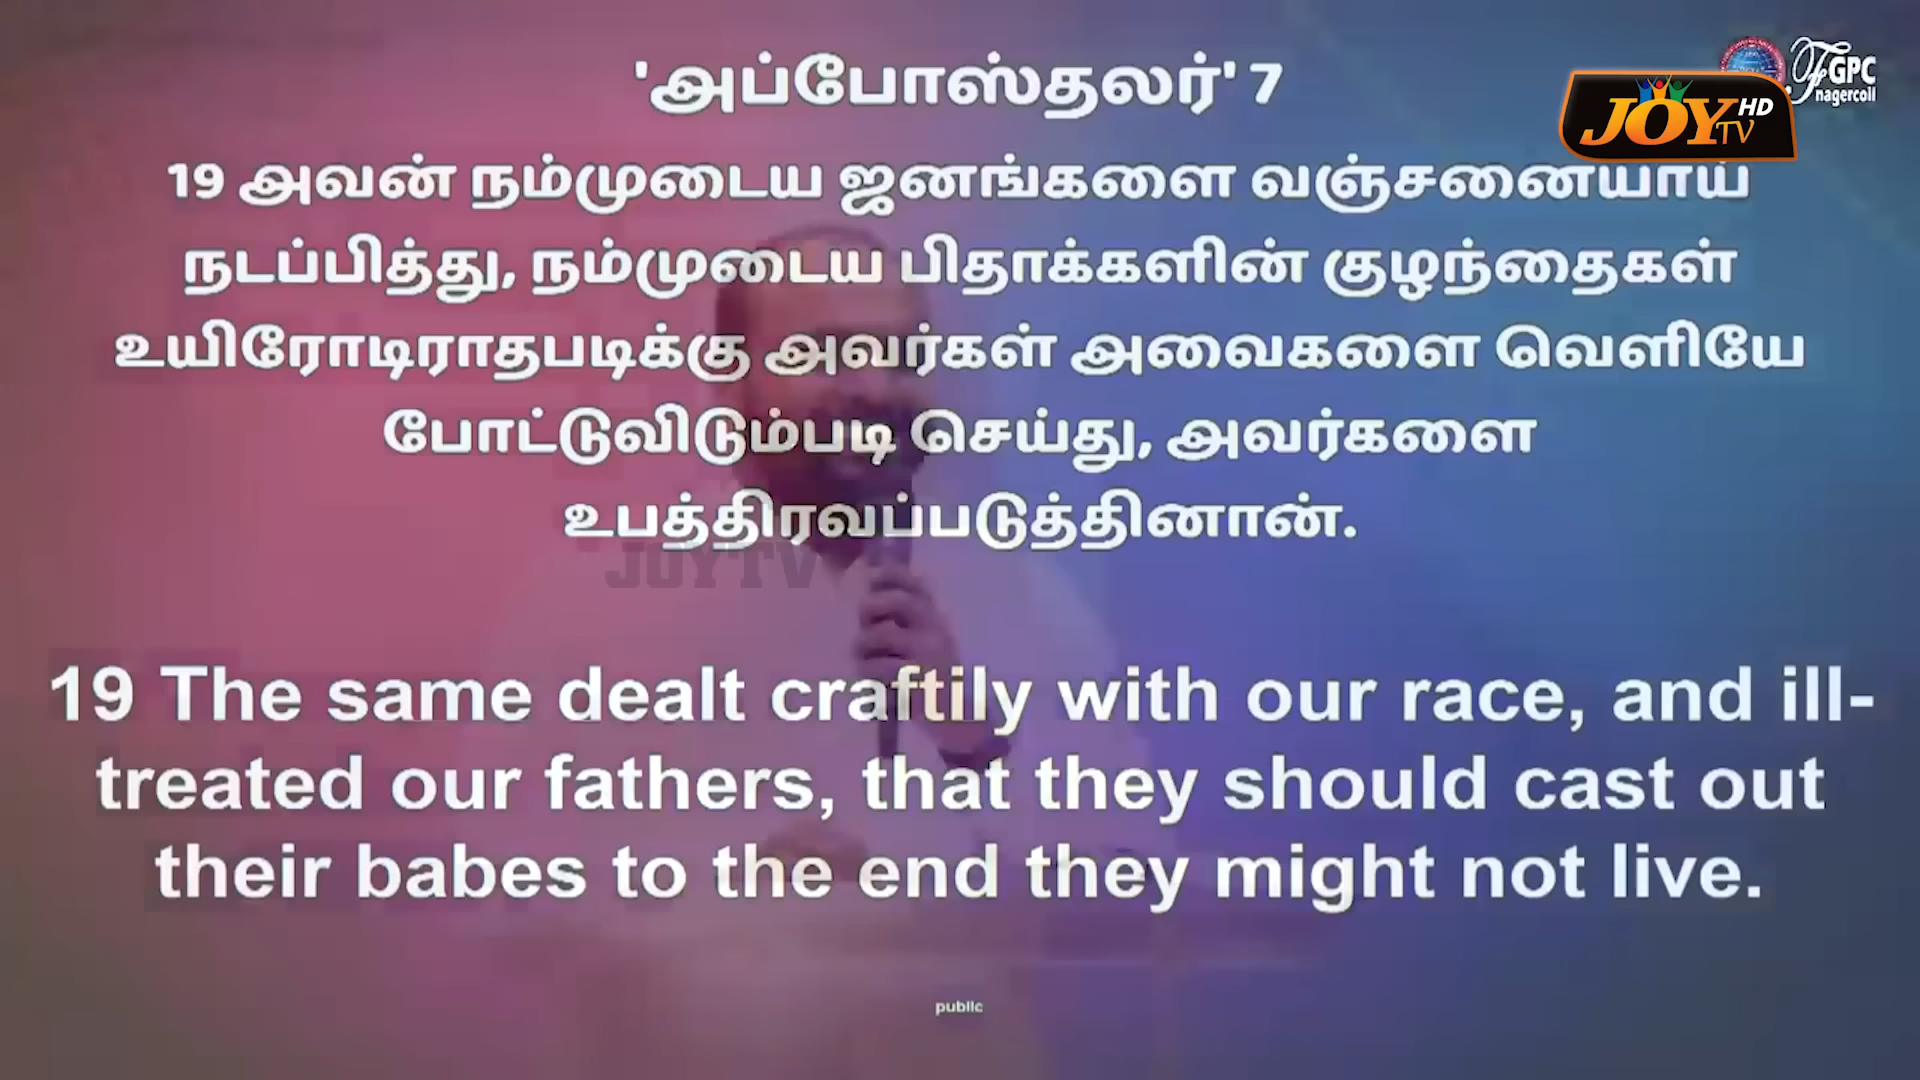 'அப்போஸ்தலர்' 7
FGPC
nagercoil
JOY TV HD
19 அவன் நம்முடைய ஜனங்களை வஞ்சனையாய்
நடப்பித்து, நம்முடைய பிதாக்களின் குழந்தைகள்
உயிரோடிராதபடிக்கு அவர்கள் அவைகளை வெளியே
போட்டுவிடும்படி செய்து, அவர்களை
உபத்திரவப்படுத்தினான்.
JOYTV
19 The same dealt craftily with our race, and ill-
treated our fathers, that they should cast out
their babes to the end they might not live.
public